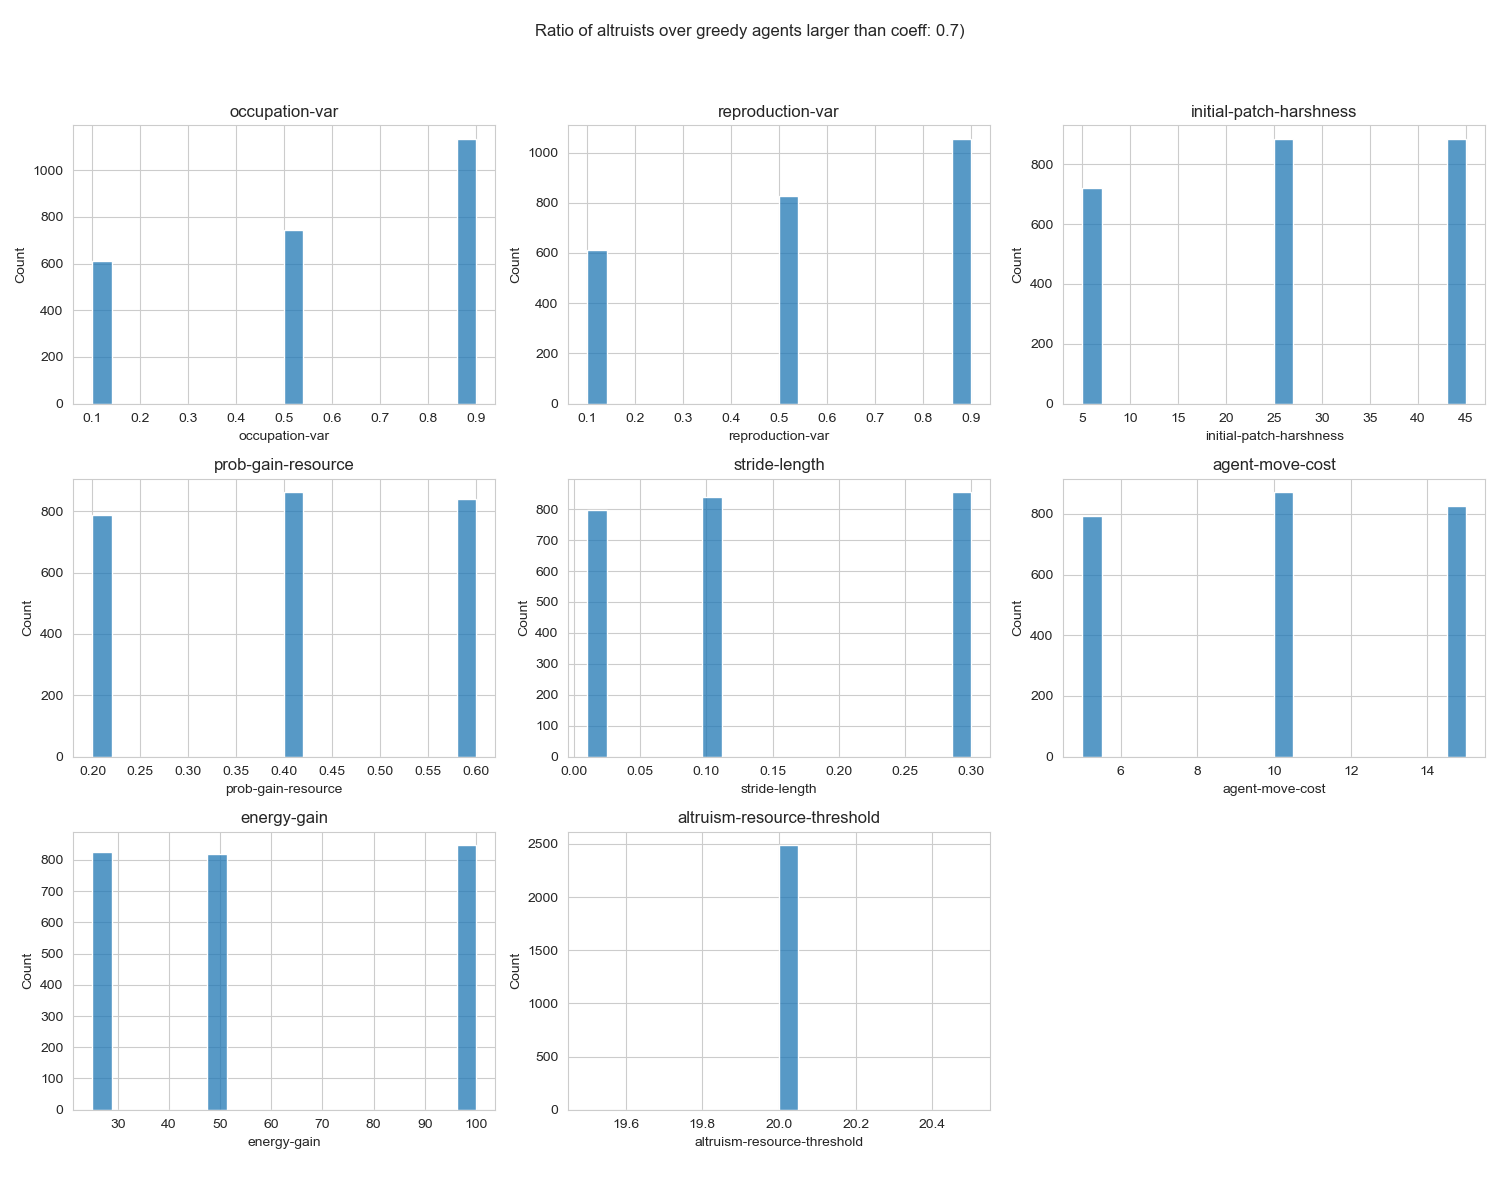 Ratio of altruists over greedy agents larger than coeff: 0.7)
occupation-var
Count
0
200
400
600
800
1000
0.1 0.2 0.3 0.4 0.5 0.6 0.7 0.8 0.9
occupation-var
reproduction-var
Count
0
200
400
600
800
1000
0.1 0.2 0.3 0.4 0.5 0.6 0.7 0.8 0.9
reproduction-var
initial-patch-harshness
Count
0
200
400
600
800
5 10 15 20 25 30 35 40 45
initial-patch-harshness
prob-gain-resource
Count
0
200
400
600
800
0.20 0.25 0.30 0.35 0.40 0.45 0.50 0.55 0.60
prob-gain-resource
stride-length
Count
0
100
200
300
400
500
600
700
800
0.00 0.05 0.10 0.15 0.20 0.25 0.30
stride-length
agent-move-cost
Count
0
200
400
600
800
6 8 10 12 14
agent-move-cost
energy-gain
Count
0
100
200
300
400
500
600
700
800
30 40 50 60 70 80 90 100
energy-gain
altruism-resource-threshold
Count
0
500
1000
1500
2000
2500
19.6 19.8 20.0 20.2 20.4
altruism-resource-threshold